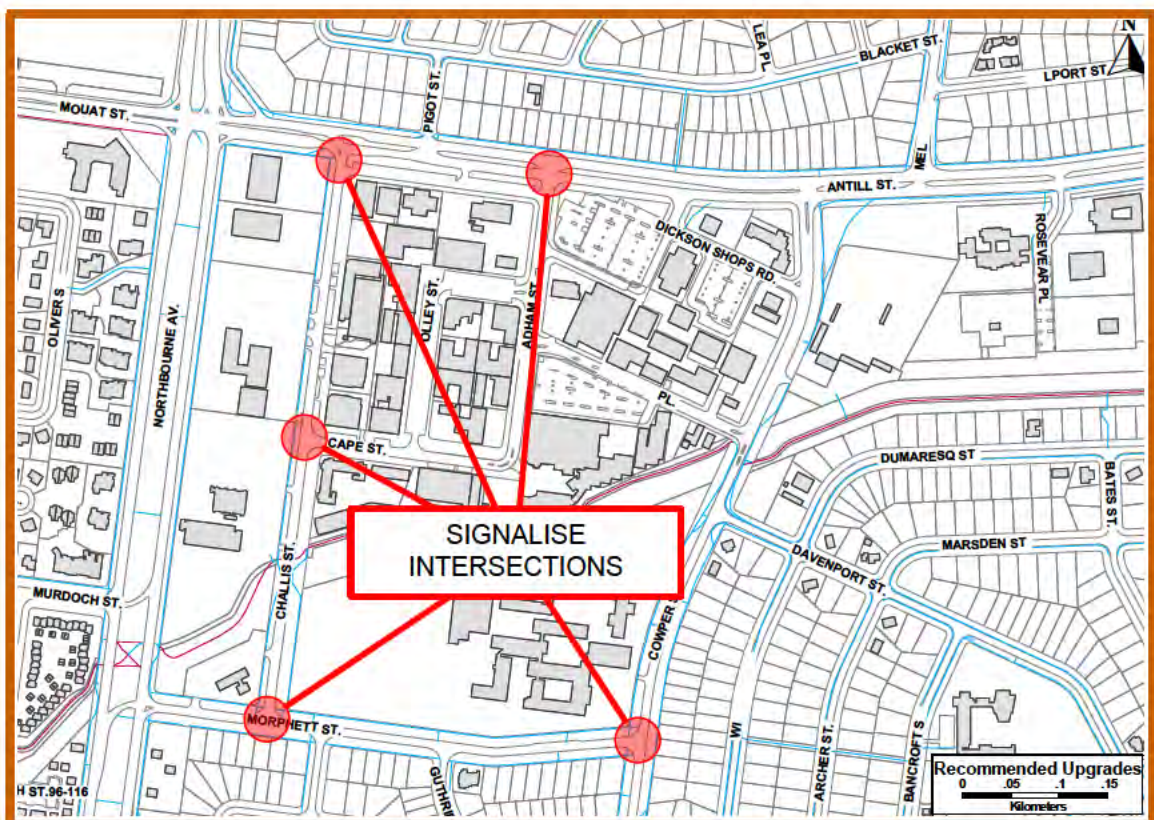 N
LEA PL
BLACKET ST.
LPORT ST.
MOUAT ST.
PIGOT ST.
MEL
ANTILL ST.
ROSEVEAR PL
DICKSON SHOPS RD.
OLIVER S
NORTHBOURNE AV.
OLLEY ST.
ADHAM ST.
PL.
CAPE ST.
DUMARESQ ST
BATES ST.
SIGNALISE
INTERSECTIONS
MARSDEN ST
DAVENPORT ST.
CHALLIS ST.
MURDOCH ST.
COWPER S
MORPHETT ST.
WI
ARCHER ST.
BANCROFT S
GUTHRI
H ST.96-116
Recommended Upgrades
0 .05 .1 .15
Kilometers